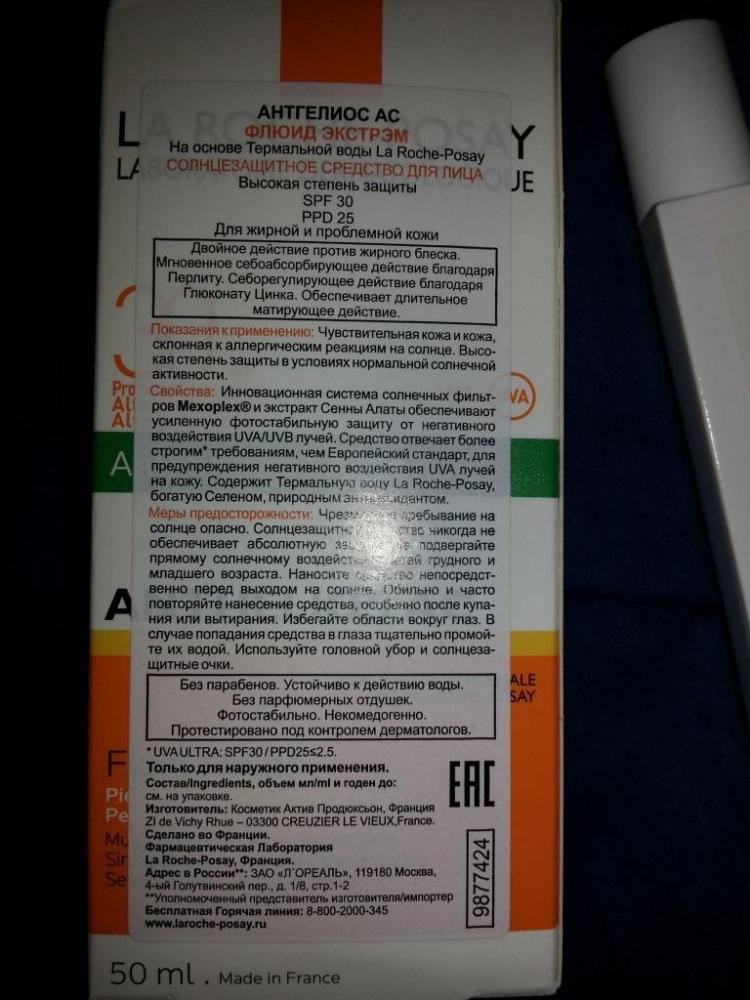 АНТГЕЛИОС АС
ФЛЮИД ЭКСТРЭМ
На основе Термальной воды La Roche-Posay
СОЛНЦЕЗАЩИТНОЕ СРЕДСТВО ДЛЯ ЛИЦА
Высокая степень защиты
SPF 30
PPD 25
Для жирной и проблемной кожи
Двойное действие против жирного блеска.
Мгновенное себоабсорбирующее действие благодаря
Перлиту. Себорегулирующее действие благодаря
Глюконату Цинка. Обеспечивает длительное
матирующее действие.
Показания к применению: Чувствительная кожа и кожа,
склонная к аллергическим реакциям на солнце. Высо-
кая степень защиты в условиях нормальной солнечной
активности.
Свойства: Инновационная система солнечных фильт-
ров Mexoplex® и экстракт Сенны Алаты обеспечивают
усиленную фотостабильную защиту от негативного
воздействия UVA/UVB лучей. Средство отвечает более
строгим* требованиям, чем Европейский стандарт, для
предупреждения негативного воздействия UVA лучей
на кожу. Содержит Термальную воду La Roche-Posay,
богатую Селеном, природным антиоксидантом.
Меры предосторожности: пребывание на
солнце опасно. никогда не
обеспечивает абсолютную подвергайте
прямому солнечному грудного и
младшего возраста. Наносите средство непосредст-
венно перед выходом на солнце. Обильно и часто
повторяйте нанесение средства, особенно после купа-
ния или вытирания. Избегайте области вокруг глаз. В
случае попадания средства в глаза тщательно промой-
те их водой. Используйте головной убор и солнцеза-
щитные очки.
Без парабенов. Устойчиво к действию воды.
Без парфюмерных отдушек.
Фотостабильно. Некомедогенно.
Протестировано под контролем дерматологов.
* UVA ULTRA: SPF30 / PPD25≤2.5.
Только для наружного применения.
Состав/Ingredients, объем мл/ml и годен до:
см. на упаковке.
Изготовитель: Косметик Актив Продюксьон, Франция
ZI de Vichy Rhue – 03300 CREUZIER LE VIEUX,France.
Сделано во Франции.
Фармацевтическая Лаборатория
La Roche-Posay, Франция.
Адрес в России**: ЗАО «Л'ОРЕАЛЬ», 119180 Москва,
4-ый Голутвинский пер., д. 1/8, стр.1-2
**Уполномоченный представитель изготовителя/импортер
Бесплатная Горячая линия: 8-800-2000-345
www.laroche-posay.ru
EAC
9877424
50 ml . Made in France